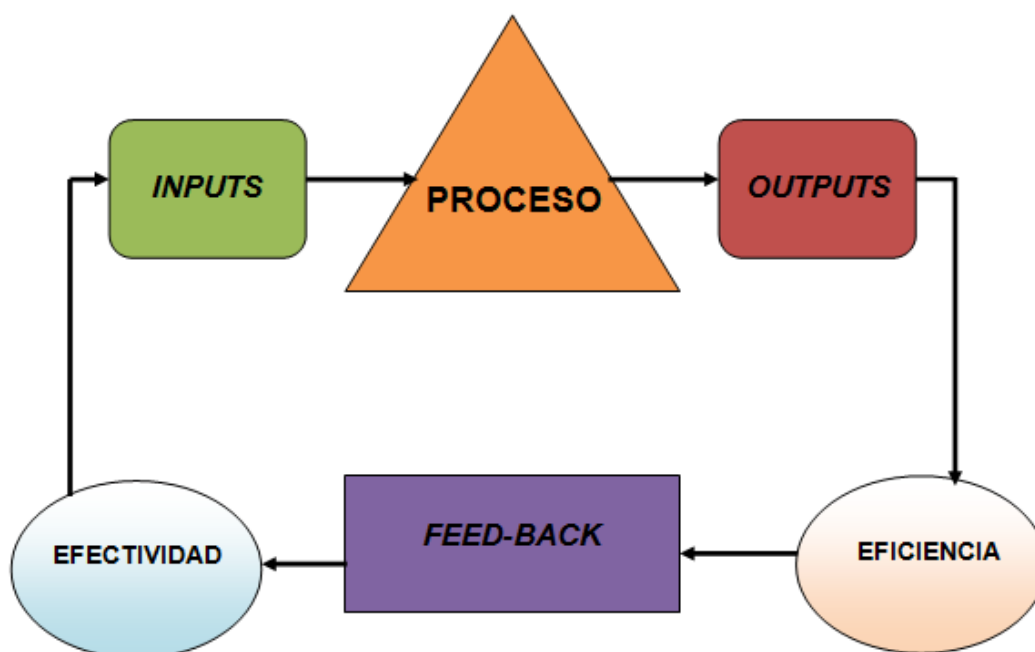 INPUTS
PROCESO
OUTPUTS
EFECTIVIDAD
FEED-BACK
EFICIENCIA